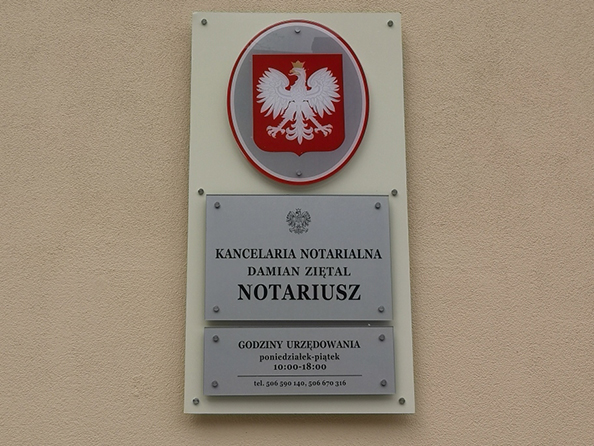 KANCELARIA NOTARIALNA
DAMIAN ZIĘTAL
NOTARIUSZ
GODZINY URZĘDOWANIA
poniedziałek-piątek
10:00-18:00
tel. 506 590 140, 506 670 316